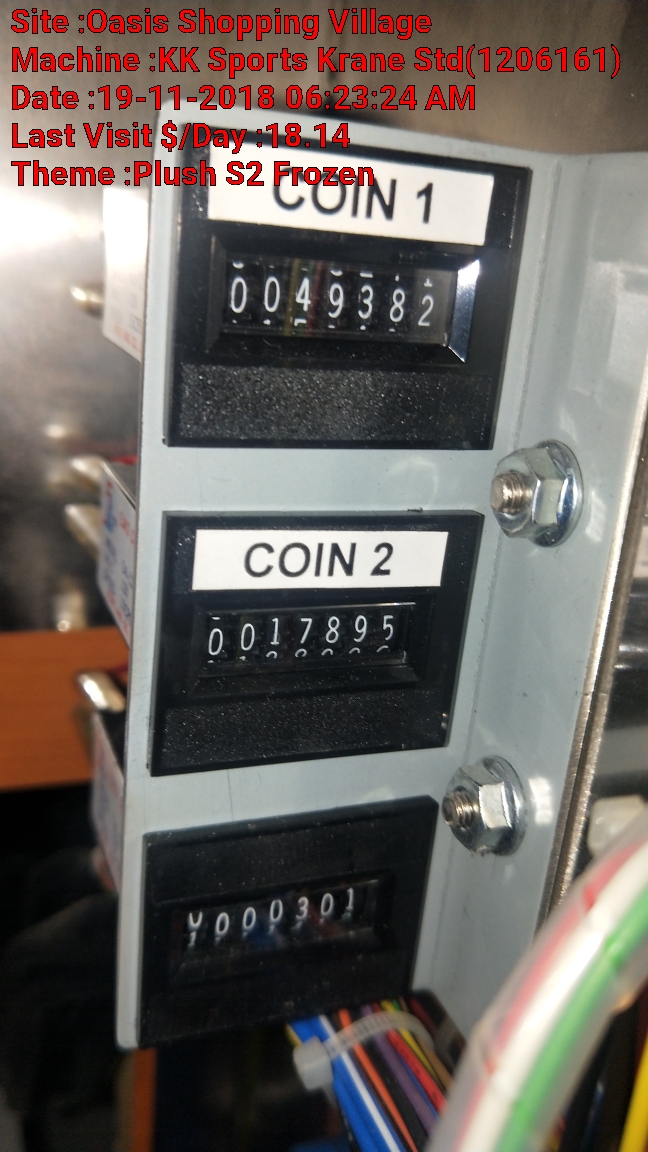 Site :Oasis Shopping Village
Machine :KK Sports Krane Std(1206161)
Date :19-11-2018 06:23:24 AM
Last Visit $/Day :18.14
Theme :Plush S2 Frozen
COIN 1
0049382
COIN 2
0017895
0000301